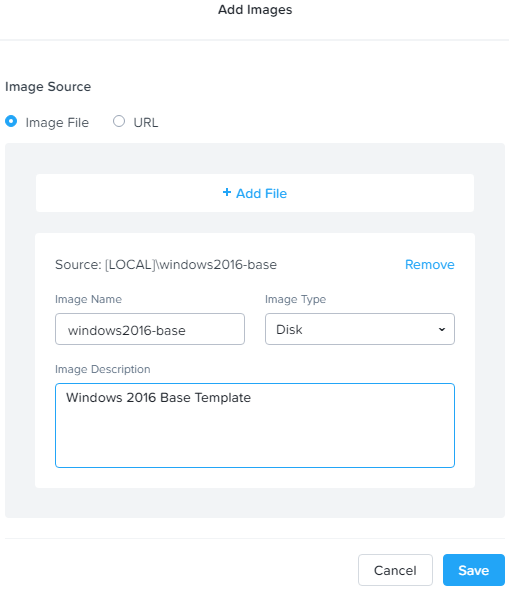 Add Images
Image Source
Image File URL
+ Add File
Source: [LOCAL]\windows2016-base Remove
Image Name Image Type
windows2016-base Disk
Image Description
Windows 2016 Base Template
Cancel Save